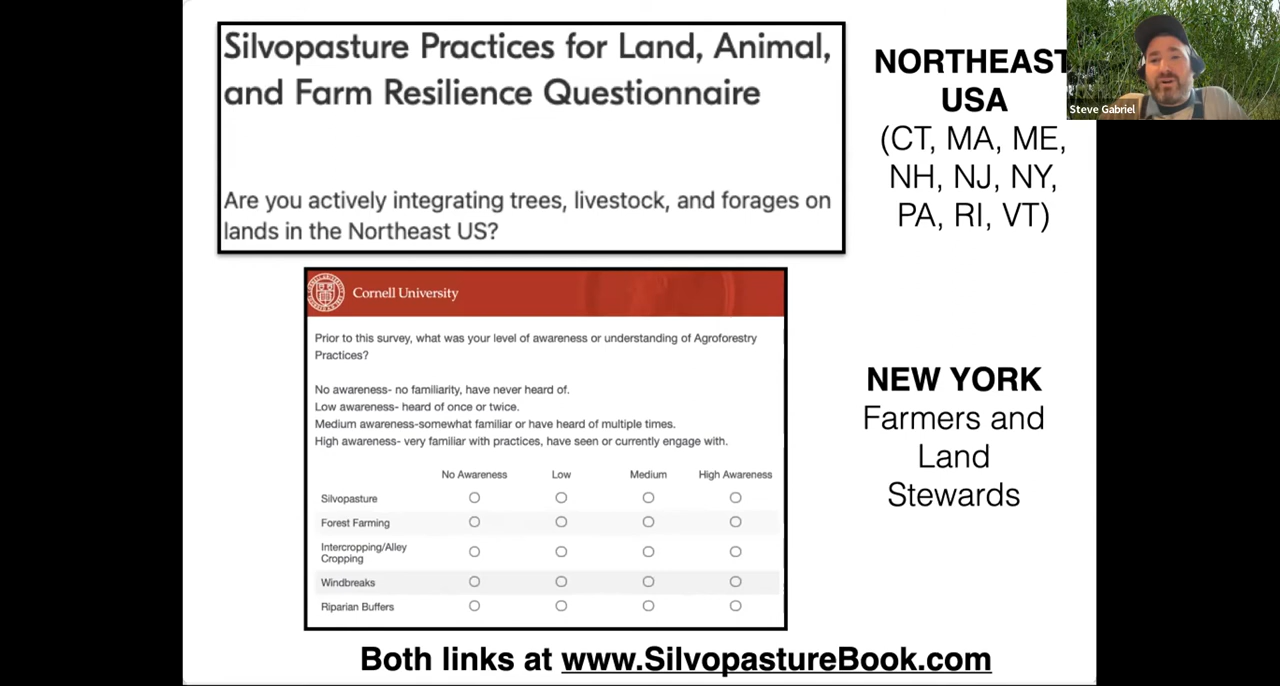 Silvopasture Practices for Land, Animal,
and Farm Resilience Questionnaire
Are you actively integrating trees, livestock, and forages on
lands in the Northeast US?
NORTHEAST
USA
(CT, MA, ME,
NH, NJ, NY,
PA, RI, VT)
Steve Gabriel
Cornell University
Prior to this survey, what was your level of awareness or understanding of Agroforestry
Practices?
No awareness- no familiarity, have never heard of.
Low awareness- heard of once or twice.
Medium awareness-somewhat familiar or have heard of multiple times.
High awareness- very familiar with practices, have seen or currently engage with.
No Awareness Low Medium High Awareness
Silvopasture
Forest Farming
Intercropping/Alley
Cropping
Windbreaks
Riparian Buffers
NEW YORK
Farmers and
Land
Stewards
Both links at www.SilvopastureBook.com